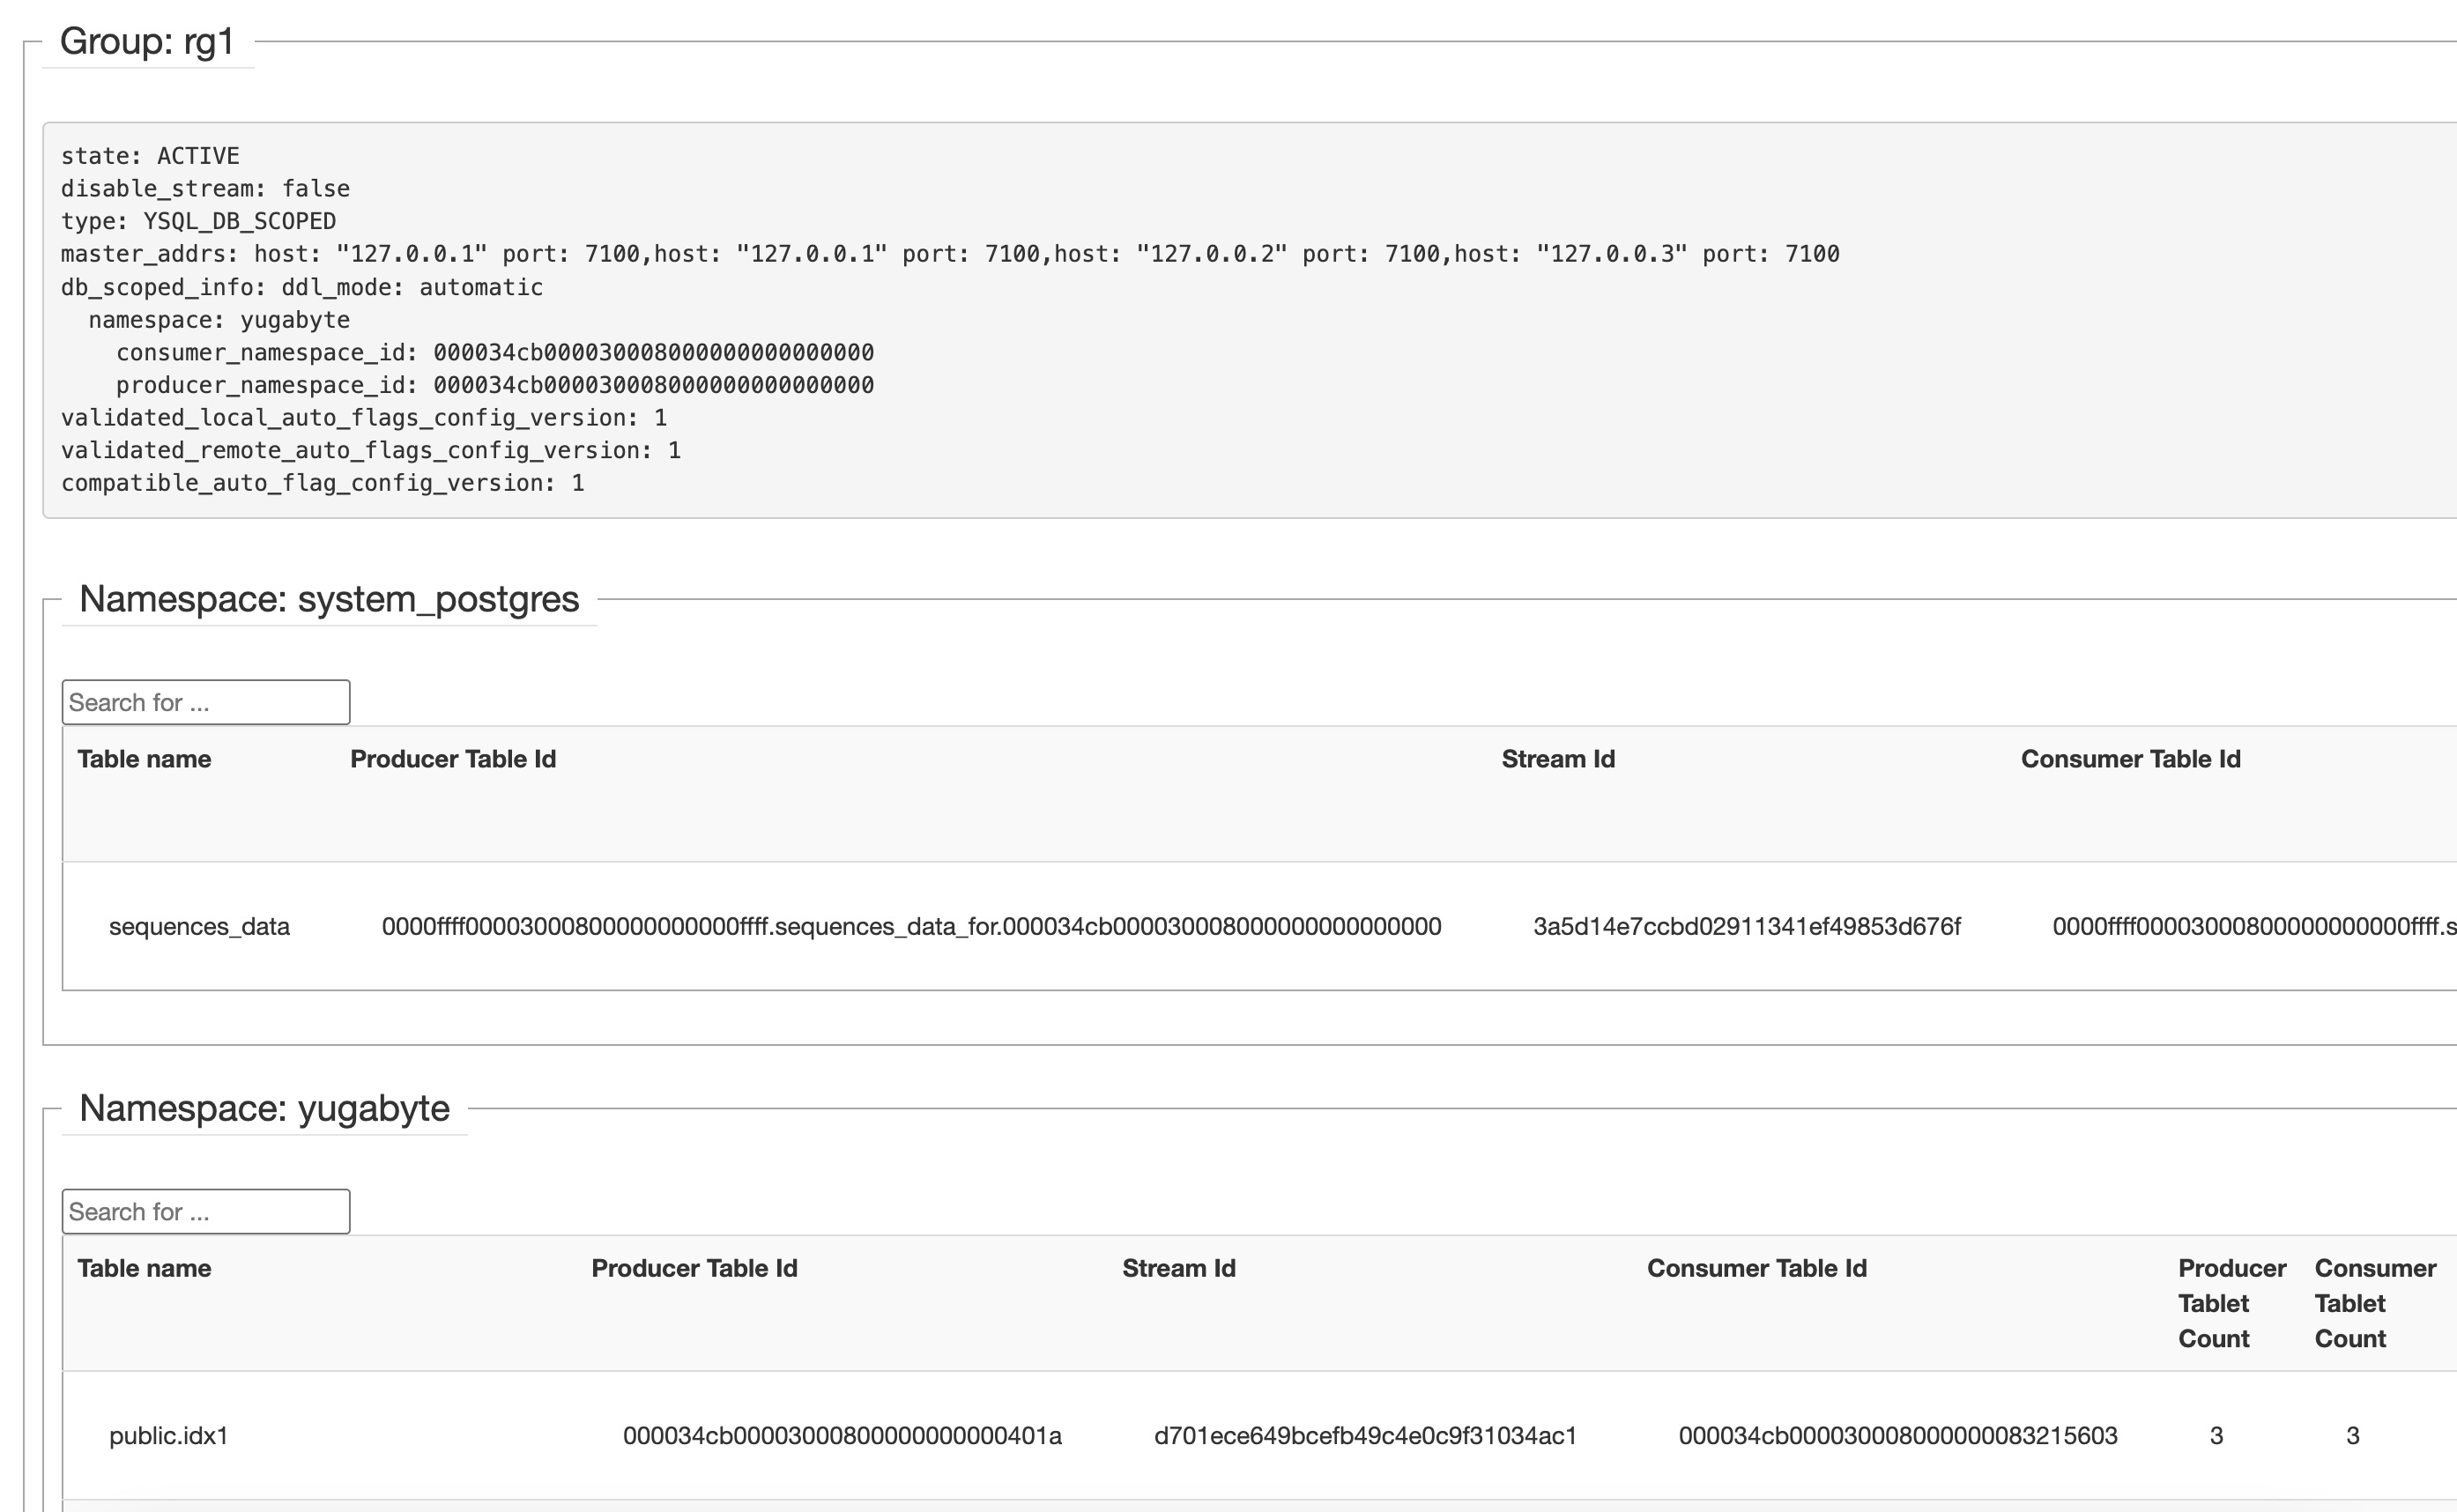 Group: rg1
state: ACTIVE
disable_stream: false
type: YSQL_DB_SCOPED
master_addrs: host: "127.0.0.1" port: 7100,host: "127.0.0.1" port: 7100,host: "127.0.0.2" port: 7100,host: "127.0.0.3" port: 7100
db_scoped_info: ddl_mode: automatic
namespace: yugabyte
consumer_namespace_id: 000034cb000030008000000000000000
producer_namespace_id: 000034cb000030008000000000000000
validated_local_auto_flags_config_version: 1
validated_remote_auto_flags_config_version: 1
compatible_auto_flag_config_version: 1
Namespace: system_postgres
Search for ...
Table name Producer Table Id Stream Id Consumer Table Id
sequences_data 0000ffff00003000800000000000ffff.sequences_data_for.000034cb000030008000000000000000 3a5d14e7ccbd02911341ef49853d676f 0000ffff00003000800000000000ffff.s
Namespace: yugabyte
Search for ...
Table name Producer Table Id Stream Id Consumer Table Id Producer Tablet Count Consumer Tablet Count
public.idx1 000034cb00003000800000000000401a d701ece649bcefb49c4e0c9f31034ac1 000034cb000030008000000083215603 3 3